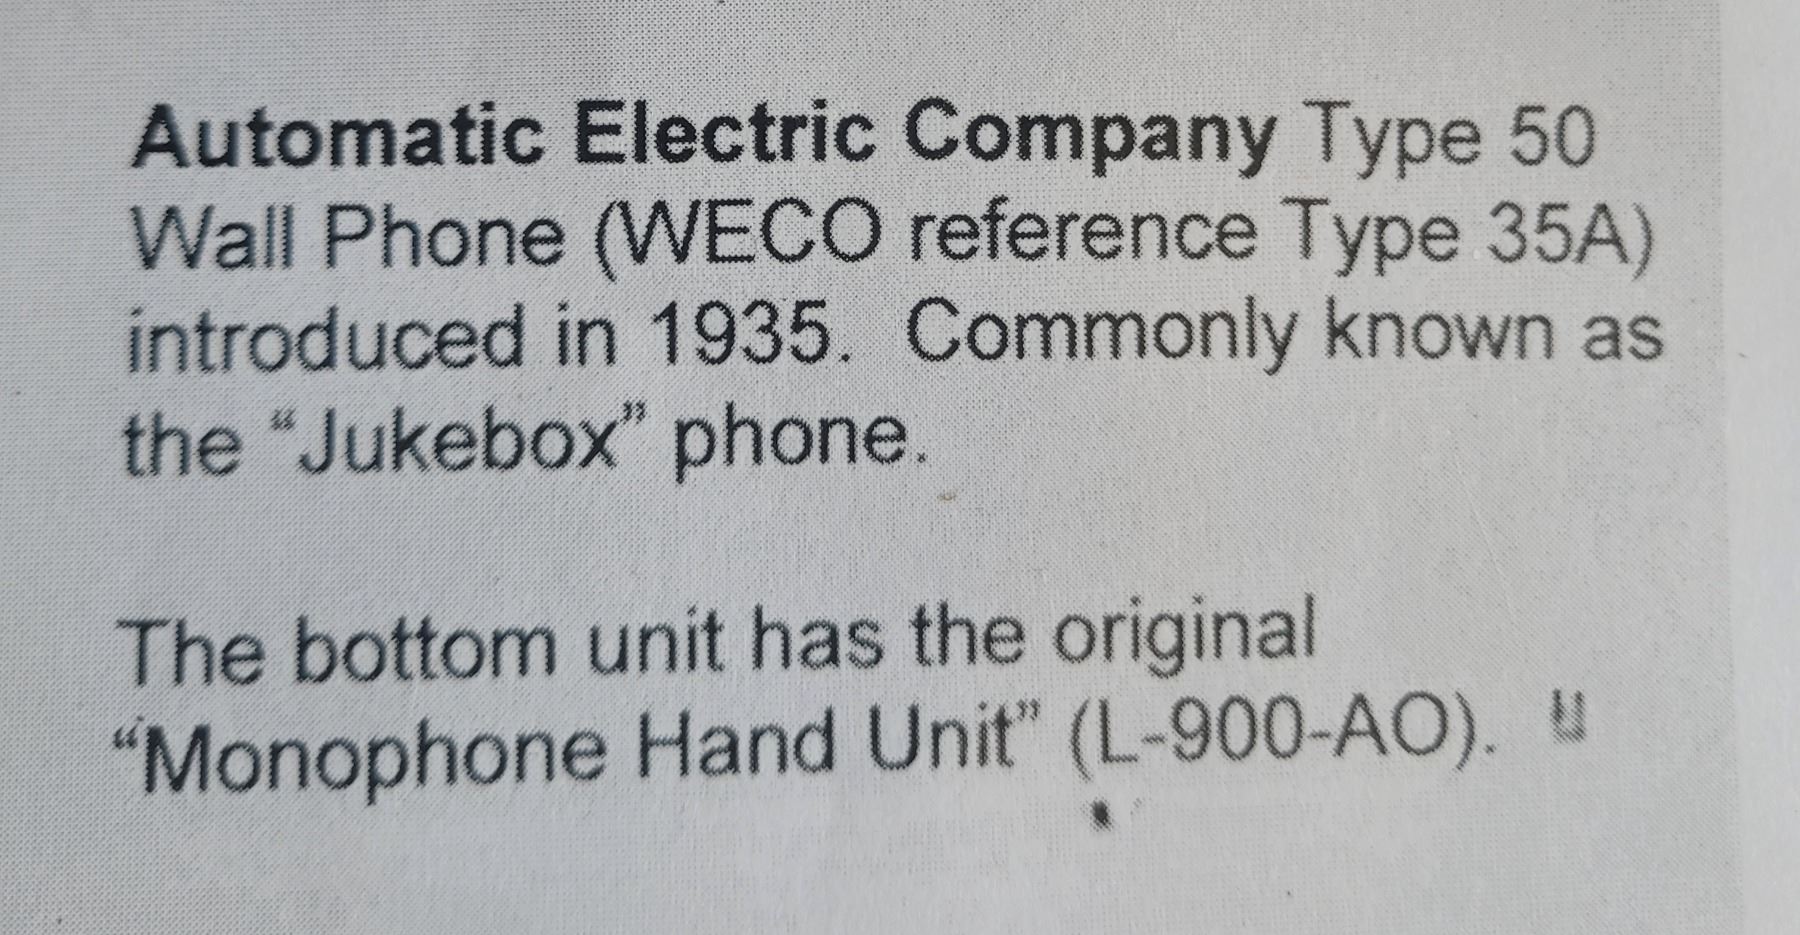 Automatic Electric Company Type 50
Wall Phone (WECO reference Type 35A)
introduced in 1935.  Commonly known as
the “Jukebox” phone.
The bottom unit has the original
“Monophone Hand Unit” (L-900-AO).